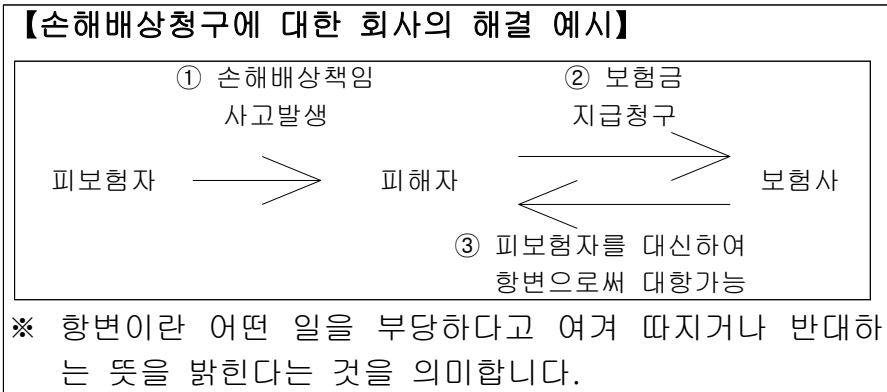 【손해배상청구에 대한 회사의 해결 예시】
① 손해배상책임
사고발생
② 보험금
지급청구
피보험자
피해자
보험사
③ 피보험자를 대신하여
항변으로써 대항가능
※ 항변이란 어떤 일을 부당하다고 여겨 따지거나 반대하
는 뜻을 밝힌다는 것을 의미합니다.